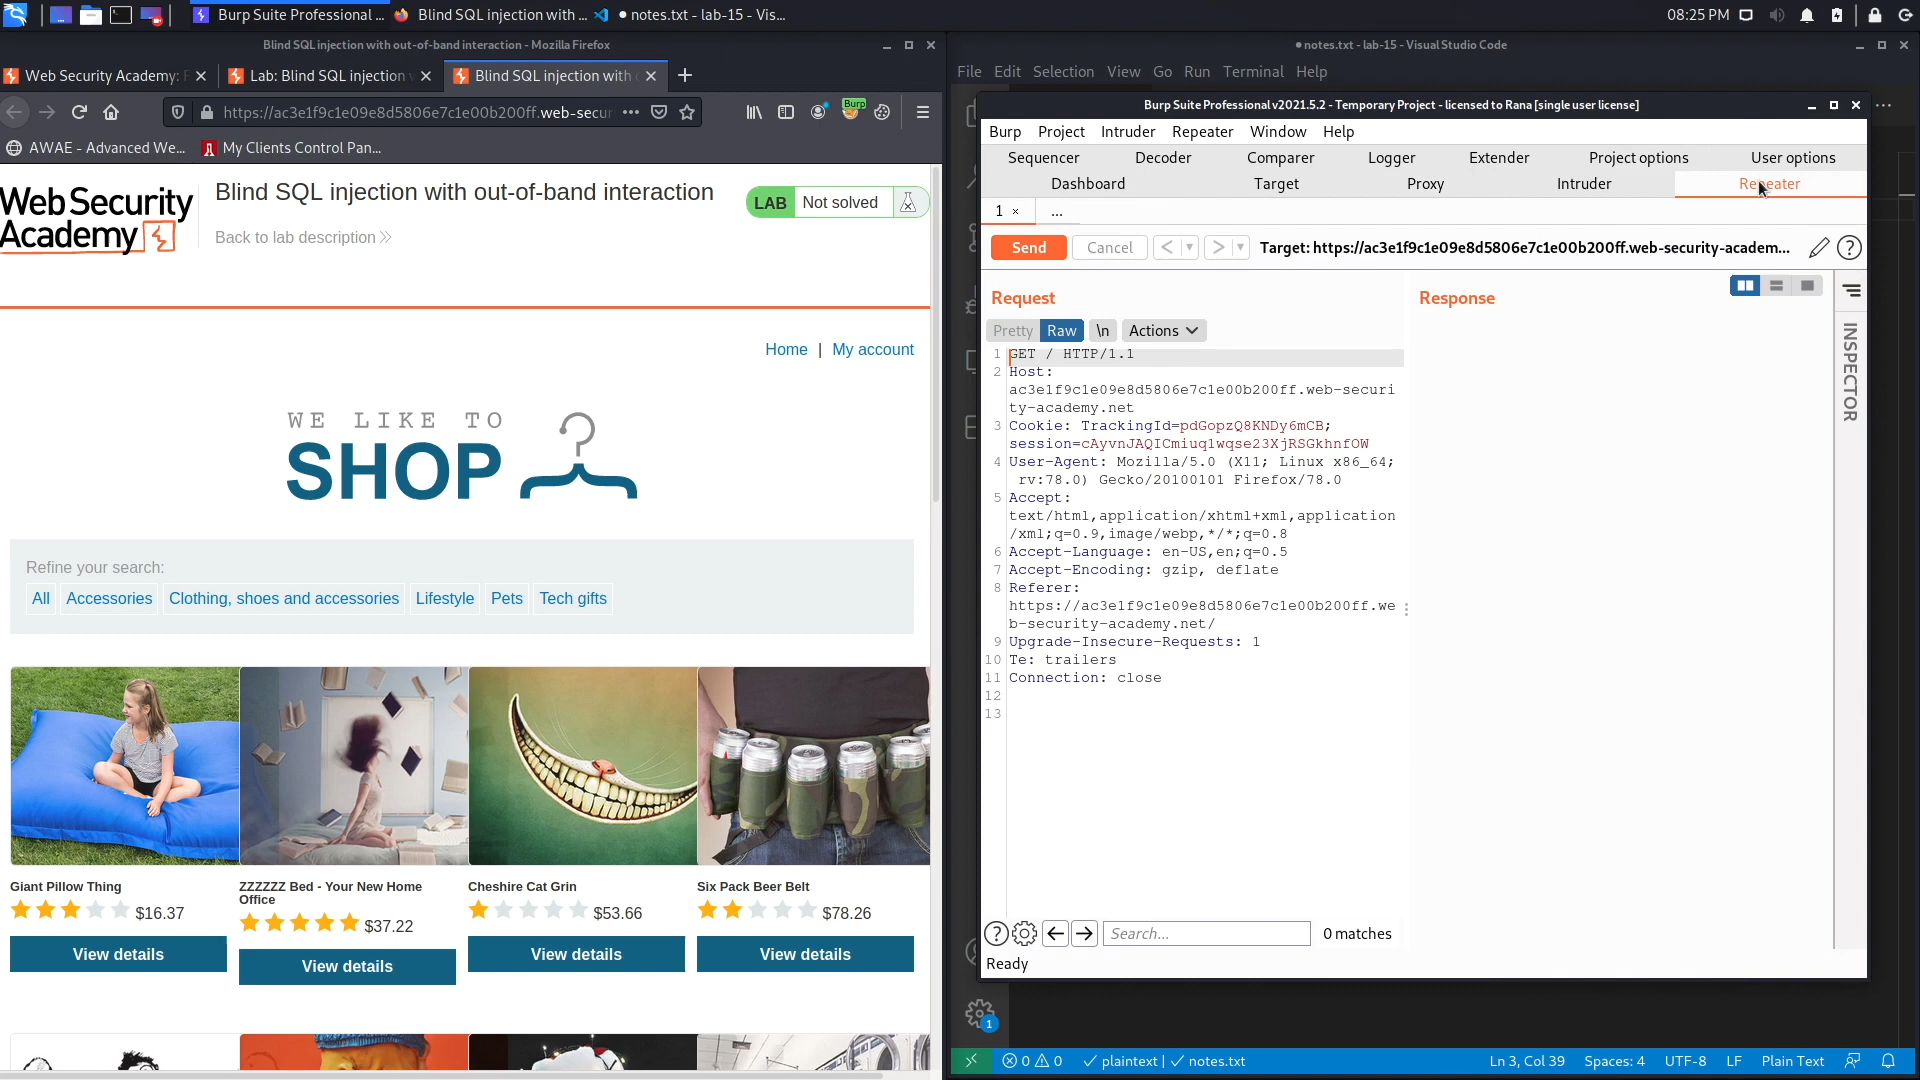 Burp Suite Professional ...
Blind SQL injection with ...
● notes.txt - lab-15 - Vis...
08:25 PM
Blind SQL injection with out-of-band interaction - Mozilla Firefox
Lab: Blind SQL injection
Blind SQL injection with
Web Security Academy:
https://ac3e1f9c1e09e8d5806e7c1e00b200ff.web-secur
Burp
AWAE - Advanced We...
My Clients Control Pan...
Web Security
Academy
Blind SQL injection with out-of-band interaction
Back to lab description
LAB
Not solved
Home | My account
WE LIKE TO
SHOP
Refine your search:
All
Accessories
Clothing, shoes and accessories
Lifestyle
Pets
Tech gifts
Giant Pillow Thing
$16.37
View details
ZZZZZZ Bed - Your New Home
Office
$37.22
View details
Cheshire Cat Grin
$53.66
View details
Six Pack Beer Belt
$78.26
View details
● notes.txt - lab-15 - Visual Studio Code
File Edit Selection View Go Run Terminal Help
Burp Suite Professional v2021.5.2 - Temporary Project - licensed to Rana [single user license]
Burp Project Intruder Repeater Window Help
Sequencer Decoder Comparer Logger Extender Project options User options
Dashboard Target Proxy Intruder Repeater
1 × ...
Send
Cancel
Target: https://ac3e1f9c1e09e8d5806e7c1e00b200ff.web-security-academ...
Request
Response
Pretty Raw \n Actions
1 GET / HTTP/1.1
2 Host:
ac3e1f9c1e09e8d5806e7c1e00b200ff.web-securi
ty-academy.net
3 Cookie: TrackingId=pdGopzQ8KNDy6mCB;
session=cAyvnJAQICmiuq1wqse23XjRSGkhnfOW
4 User-Agent: Mozilla/5.0 (X11; Linux x86_64;
rv:78.0) Gecko/20100101 Firefox/78.0
5 Accept:
text/html,application/xhtml+xml,application
/xml;q=0.9,image/webp,*/*;q=0.8
6 Accept-Language: en-US,en;q=0.5
7 Accept-Encoding: gzip, deflate
8 Referer:
https://ac3e1f9c1e09e8d5806e7c1e00b200ff.we
b-security-academy.net/
9 Upgrade-Insecure-Requests: 1
10 Te: trailers
11 Connection: close
12
13
INSPECTOR
Search...
0 matches
Ready
1
0 0
plaintext | notes.txt
Ln 3, Col 39
Spaces: 4
UTF-8
LF
Plain Text